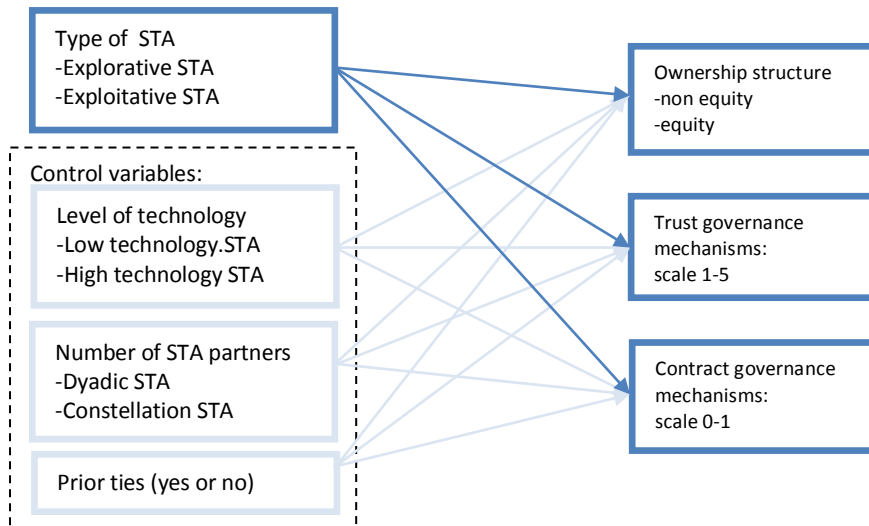 Type of STA
-Explorative STA
-Exploitative STA
Control variables:
Level of technology
-Low technology.STA
-High technology STA
Number of STA partners
-Dyadic STA
-Constellation STA
Prior ties (yes or no)
Ownership structure
-non equity
-equity
Trust governance
mechanisms:
scale 1-5
Contract governance
mechanisms:
scale 0-1